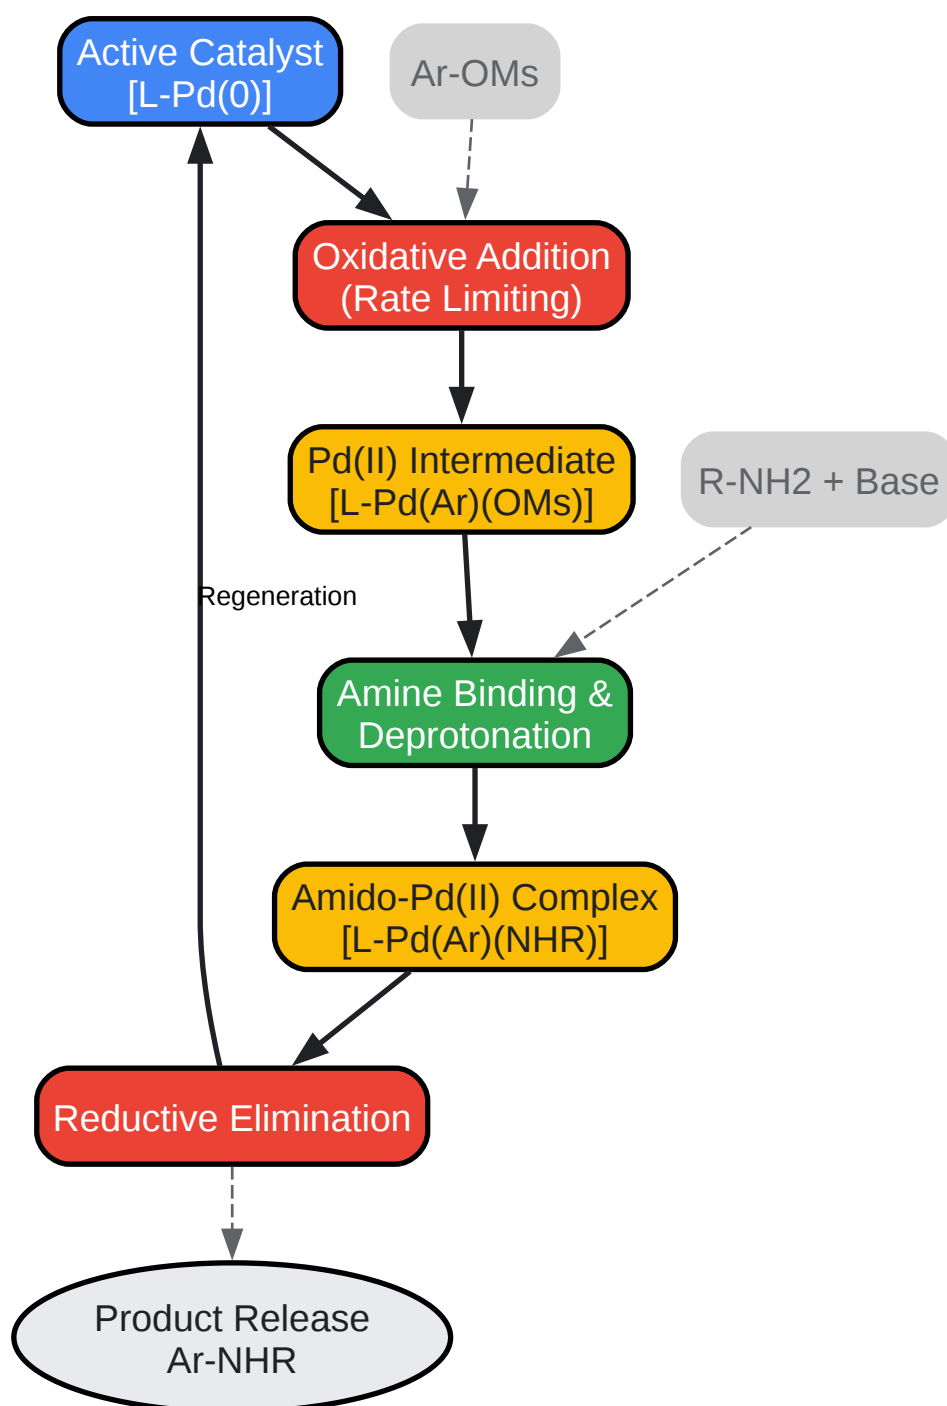 Active Catalyst
[L-Pd(0)]
Ar-OMs
Oxidative Addition
(Rate Limiting)
Pd(II) Intermediate
[L-Pd(Ar)(OMs)]
R-NH2 + Base
Regeneration
Amine Binding &
Deprotonation
Amido-Pd(II) Complex
[L-Pd(Ar)(NHR)]
Reductive Elimination
Product Release
Ar-NHR